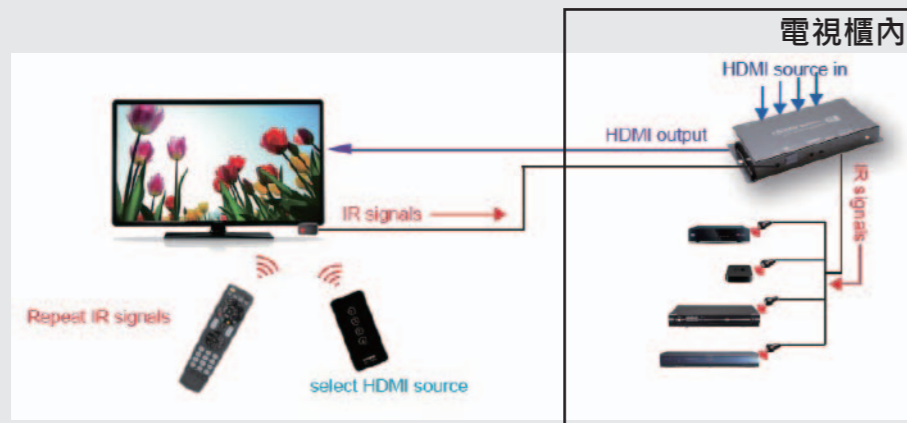 電視櫃內
HDMI source in
HDMI output
IR signals
IR signals
Repeat IR signals
select HDMI source